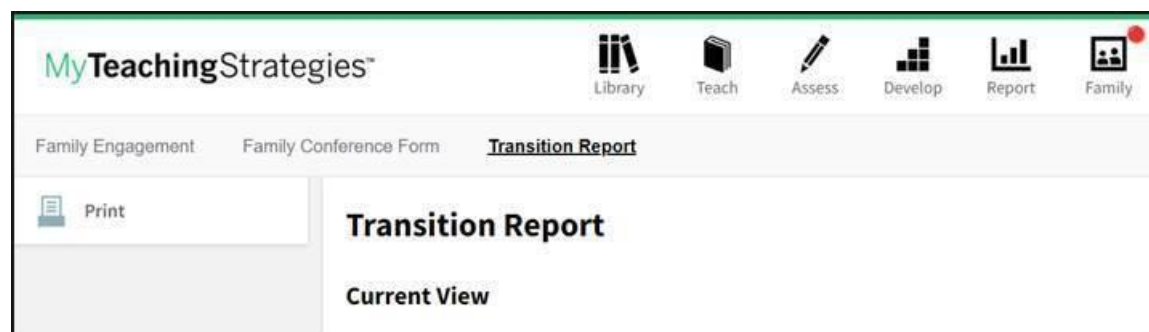 MyTeachingStrategies™
Library Teach Assess Develop Report Family
Family Engagement Family Conference Form Transition Report
Print
Transition Report
Current View